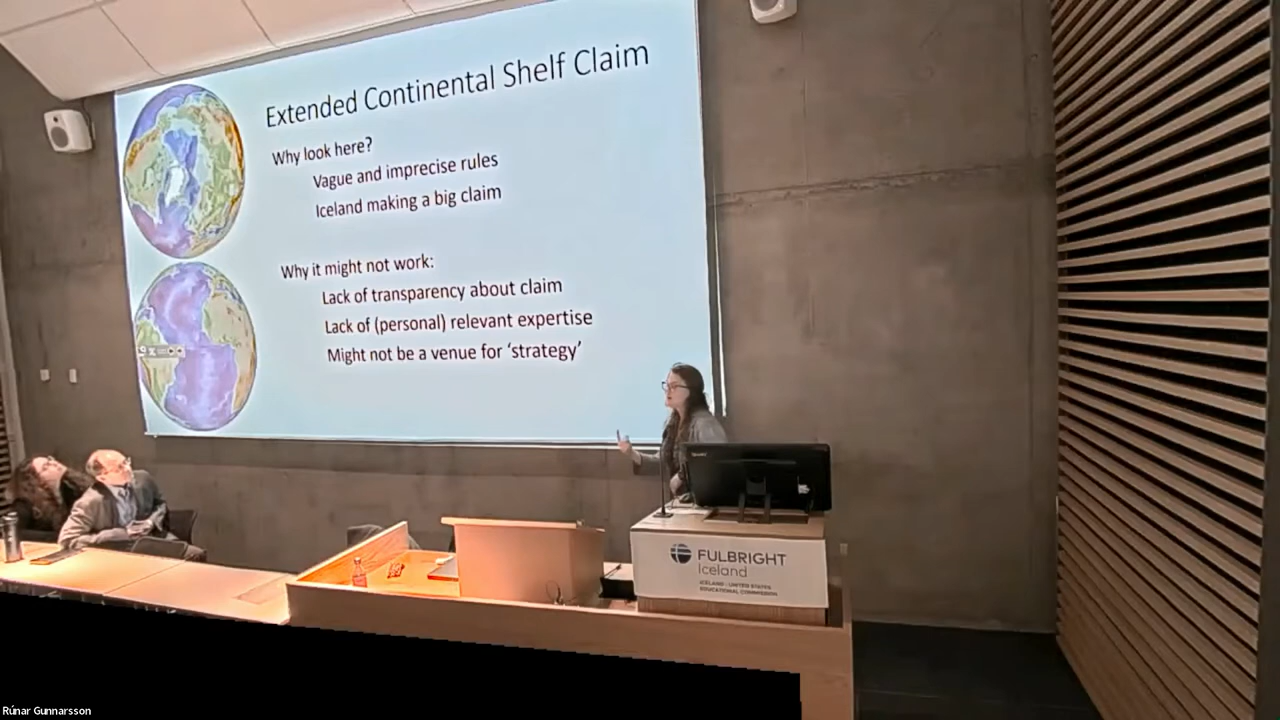 Extended Continental Shelf Claim
Why look here?
Vague and imprecise rules
Iceland making a big claim
Why it might not work:
Lack of transparency about claim
Lack of (personal) relevant expertise
Might not be a venue for ‘strategy’
FULBRIGHT
Iceland
ICELAND - UNITED STATES
EDUCATIONAL COMMISSION
Rúnar Gunnarsson